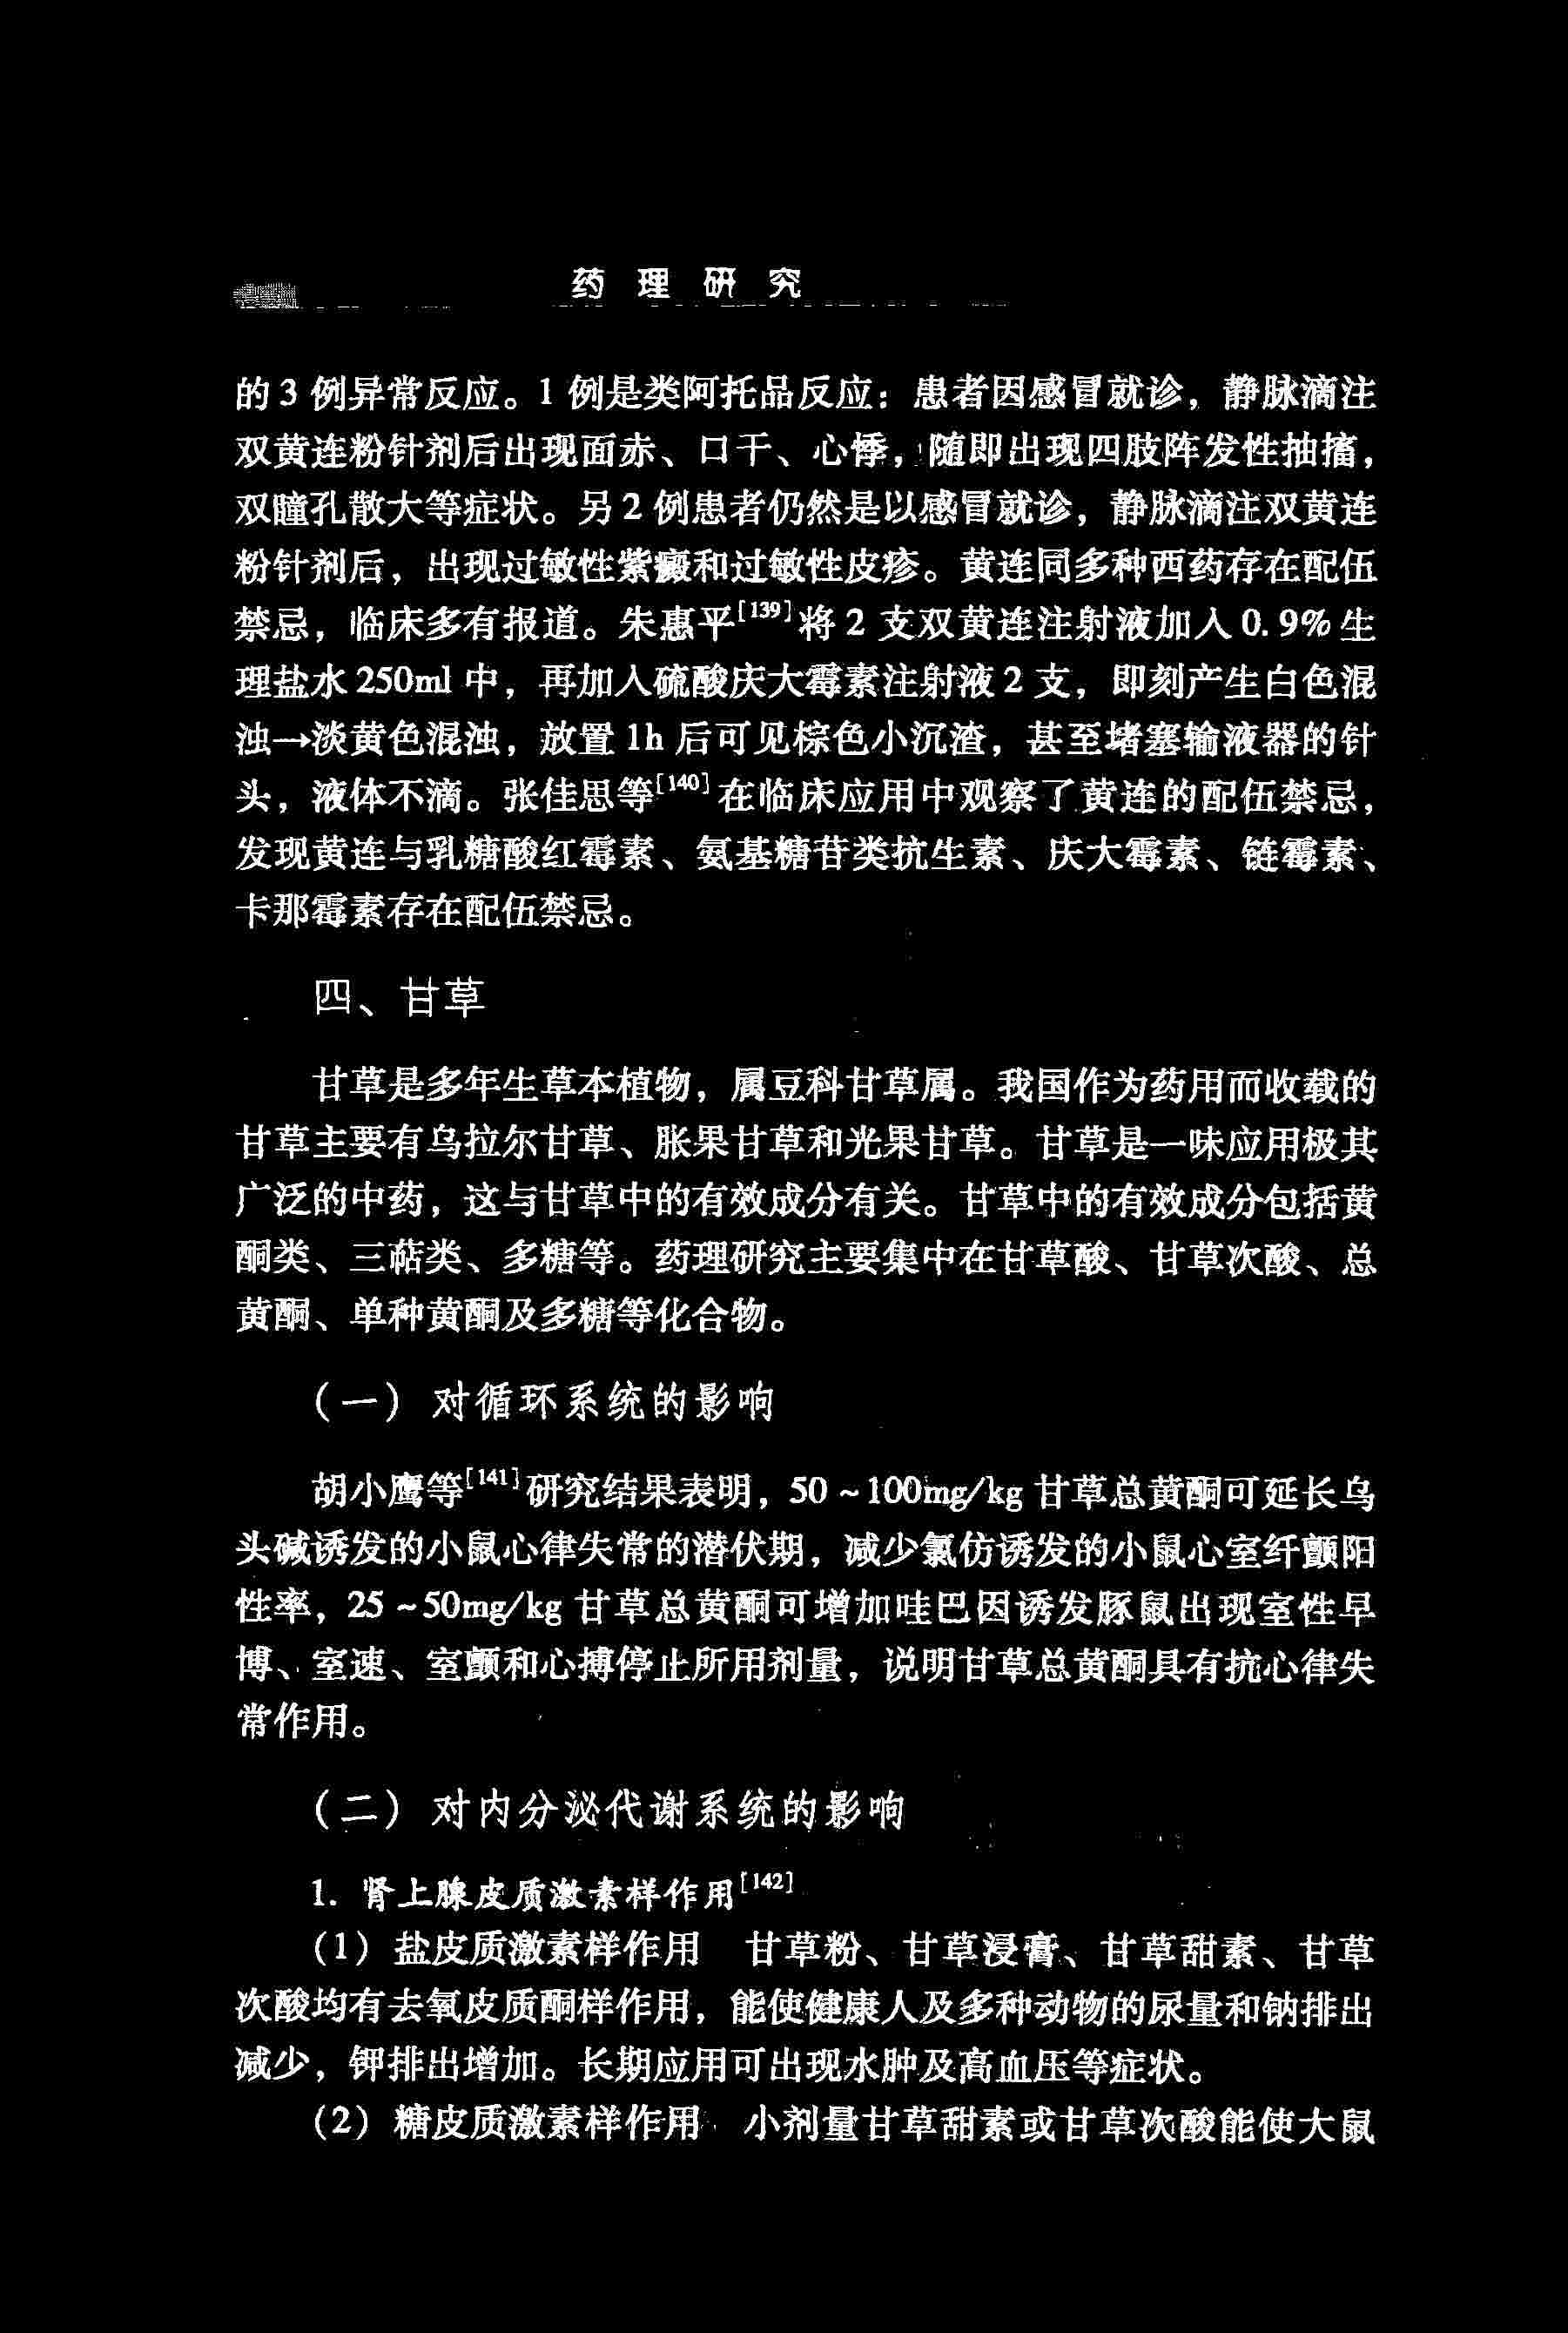 药理研究
的3例异常反应。1例是类阿托品反应：患者因感冒就诊，静脉滴注
双黄连粉针剂后出现面赤、口干、心悸，随即出现四肢阵发性抽搐，
双瞳孔散大等症状。另2例患者仍然是以感冒就诊，静脉滴注双黄连
粉针剂后，出现过敏性紫癜和过敏性皮疹。黄连同多种西药存在配伍
禁忌，临床多有报道。朱惠平[139]将2支双黄连注射液加入0.9%生
理盐水250ml中，再加入硫酸庆大霉素注射液2支，即刻产生白色混
浊→淡黄色混浊，放置1h后可见棕色小沉渣，甚至堵塞输液器的针
头，液体不滴。张佳思等[140]在临床应用中观察了黄连的配伍禁忌，
发现黄连与乳糖酸红霉素、氨基糖苷类抗生素、庆大霉素、链霉素、
卡那霉素存在配伍禁忌。
四、甘草
甘草是多年生草本植物，属豆科甘草属。我国作为药用而收载的
甘草主要有乌拉尔甘草、胀果甘草和光果甘草。甘草是一味应用极其
广泛的中药，这与甘草中的有效成分有关。甘草中的有效成分包括黄
酮类、三萜类、多糖等。药理研究主要集中在甘草酸、甘草次酸、总
黄酮、单种黄酮及多糖等化合物。
（一）对循环系统的影响
胡小鹰等[141]研究结果表明，50～100mg/kg甘草总黄酮可延长乌
头碱诱发的小鼠心律失常的潜伏期，减少氯仿诱发的小鼠心室纤颤阳
性率，25～50mg/kg甘草总黄酮可增加哇巴因诱发豚鼠出现室性早
博、室速、室颤和心搏停止所用剂量，说明甘草总黄酮具有抗心律失
常作用。
（二）对内分泌代谢系统的影响
1. 肾上腺皮质激素样作用[142]
（1）盐皮质激素样作用　甘草粉、甘草浸膏、甘草甜素、甘草
次酸均有去氧皮质酮样作用，能使健康人及多种动物的尿量和钠排出
减少，钾排出增加。长期应用可出现水肿及高血压等症状。
（2）糖皮质激素样作用　小剂量甘草甜素或甘草次酸能使大鼠